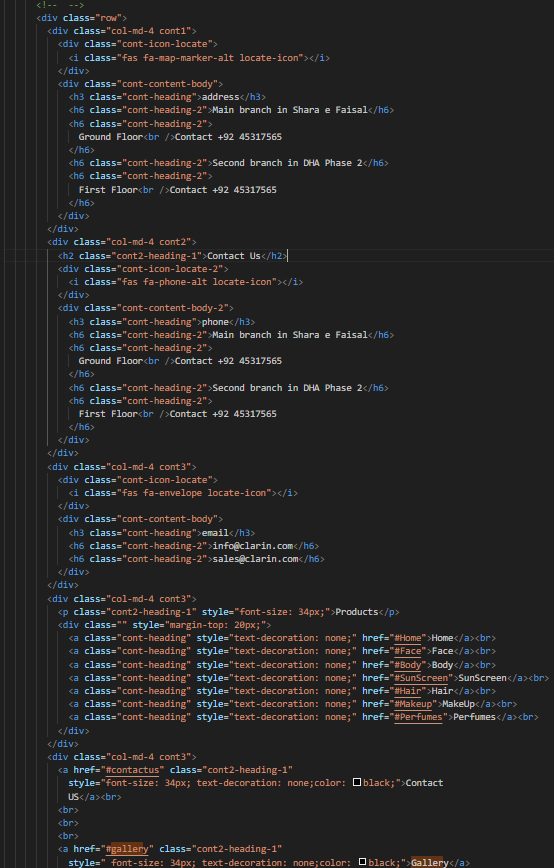 <!--  -->
<div class="row">
<div class="col-md-4 cont1">
<div class="cont-icon-locate">
<i class="fas fa-map-marker-alt locate-icon"></i>
</div>
<div class="cont-content-body">
<h3 class="cont-heading">address</h3>
<h6 class="cont-heading-2">Main branch in Shara e Faisal</h6>
<h6 class="cont-heading-2">
Ground Floor<br />Contact +92 45317565
</h6>
<h6 class="cont-heading-2">Second branch in DHA Phase 2</h6>
<h6 class="cont-heading-2">
First Floor<br />Contact +92 45317565
</h6>
</div>
</div>
<div class="col-md-4 cont2">
<h2 class="cont2-heading-1">Contact Us</h2>
<div class="cont-icon-locate-2">
<i class="fas fa-phone-alt locate-icon"></i>
</div>
<div class="cont-content-body-2">
<h3 class="cont-heading">phone</h3>
<h6 class="cont-heading-2">Main branch in Shara e Faisal</h6>
<h6 class="cont-heading-2">
Ground Floor<br />Contact +92 45317565
</h6>
<h6 class="cont-heading-2">Second branch in DHA Phase 2</h6>
<h6 class="cont-heading-2">
First Floor<br />Contact +92 45317565
</h6>
</div>
</div>
<div class="col-md-4 cont3">
<div class="cont-icon-locate">
<i class="fas fa-envelope locate-icon"></i>
</div>
<div class="cont-content-body">
<h3 class="cont-heading">email</h3>
<h6 class="cont-heading-2">info@clarin.com</h6>
<h6 class="cont-heading-2">sales@clarin.com</h6>
</div>
</div>
<div class="col-md-4 cont3">
<p class="cont2-heading-1" style="font-size: 34px;">Products</p>
<div class="" style="margin-top: 20px;">
<a class="cont-heading" style="text-decoration: none;" href="#Home">Home</a><br>
<a class="cont-heading" style="text-decoration: none;" href="#Face">Face</a><br>
<a class="cont-heading" style="text-decoration: none;" href="#Body">Body</a><br>
<a class="cont-heading" style="text-decoration: none;" href="#SunScreen">SunScreen</a><br>
<a class="cont-heading" style="text-decoration: none;" href="#Hair">Hair</a><br>
<a class="cont-heading" style="text-decoration: none;" href="#Makeup">MakeUp</a><br>
<a class="cont-heading" style="text-decoration: none;" href="#Perfumes">Perfumes</a><br>
</div>
</div>
<div class="col-md-4 cont3">
<a href="#contactus" class="cont2-heading-1"
style="font-size: 34px; text-decoration: none;color: black;">Contact
US</a><br>
<br>
<br>
<br>
<a href="#gallery" class="cont2-heading-1"
style=" font-size: 34px; text-decoration: none;color: black;">Gallery</a>